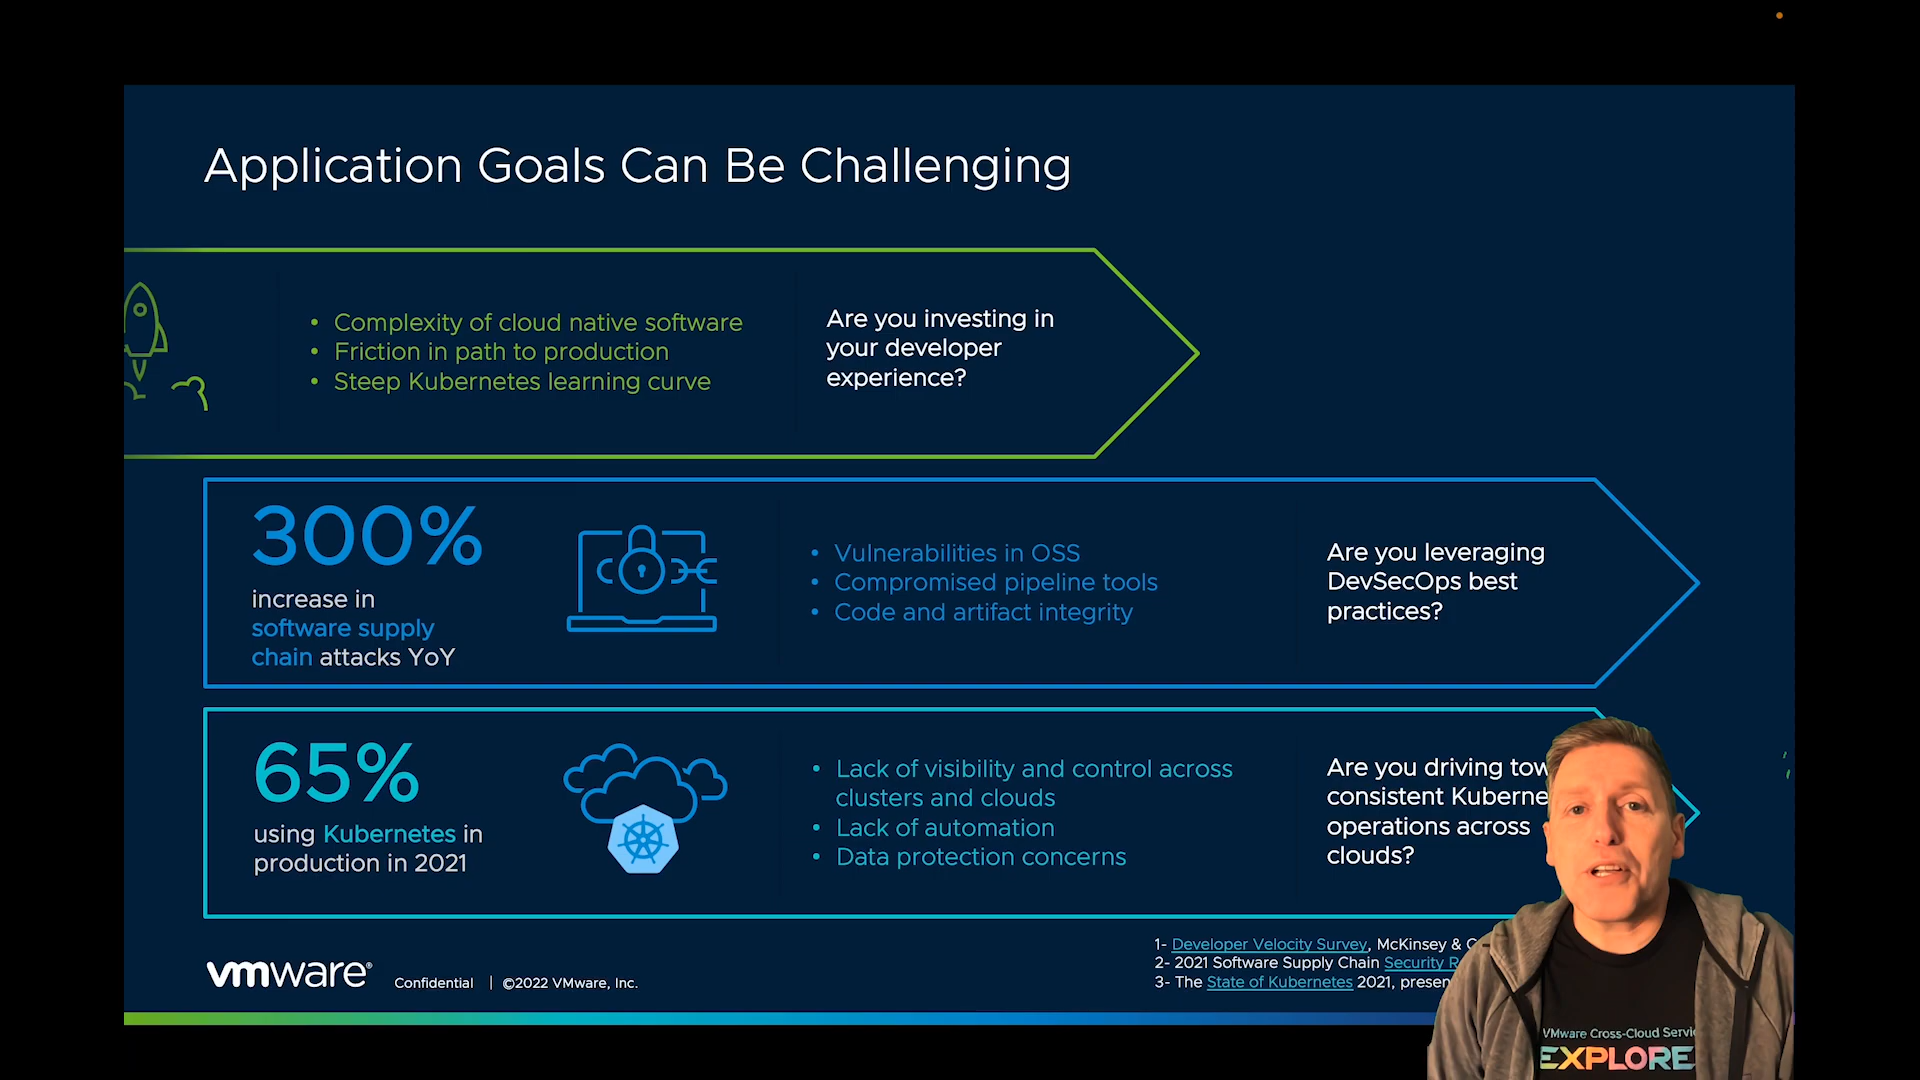 Application Goals Can Be Challenging
• Complexity of cloud native software
• Friction in path to production
• Steep Kubernetes learning curve
Are you investing in
your developer
experience?
300%
increase in
software supply
chain attacks YoY
• Vulnerabilities in OSS
• Compromised pipeline tools
• Code and artifact integrity
Are you leveraging
DevSecOps best
practices?
65%
using Kubernetes in
production in 2021
• Lack of visibility and control across
clusters and clouds
• Lack of automation
• Data protection concerns
Are you driving
consistent
operations across
clouds?
vmware®
Confidential | ©2022 VMware, Inc.
1- Developer Velocity Survey, McKinsey &
2- 2021 Software Supply Chain Security
3- The State of Kubernetes 2021,
VMware Cross-Cloud
EXPLORE